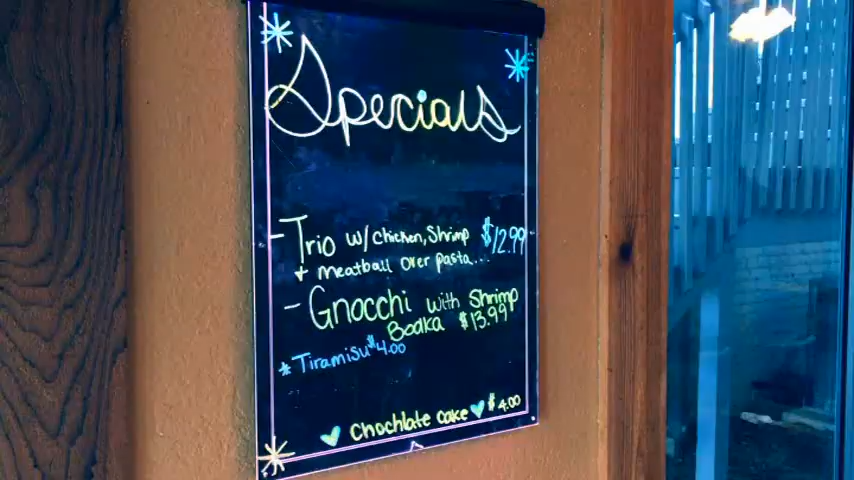 Specials
- Trio w/ chicken, Shrimp $12.99
+ meatball over pasta...
- Gnocchi with Shrimp
Bodka $13.99
* Tiramisu $4.00
Chochlate cake $4.00